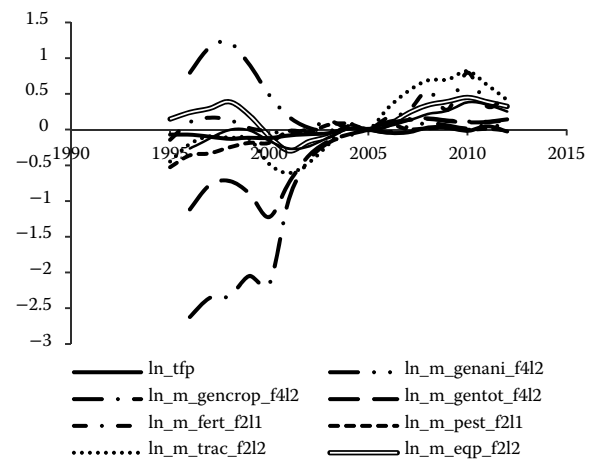 1.5
1
0.5
0
−0.5
−1
−1.5
−2
−2.5
−3
1990 1995 2000 2005 2010 2015
ln_tfp ln_m_genani_f4l2
ln_m_gencrop_f4l2 ln_m_gentot_f4l2
ln_m_fert_f2l1 ln_m_pest_f2l1
ln_m_trac_f2l2 ln_m_eqp_f2l2